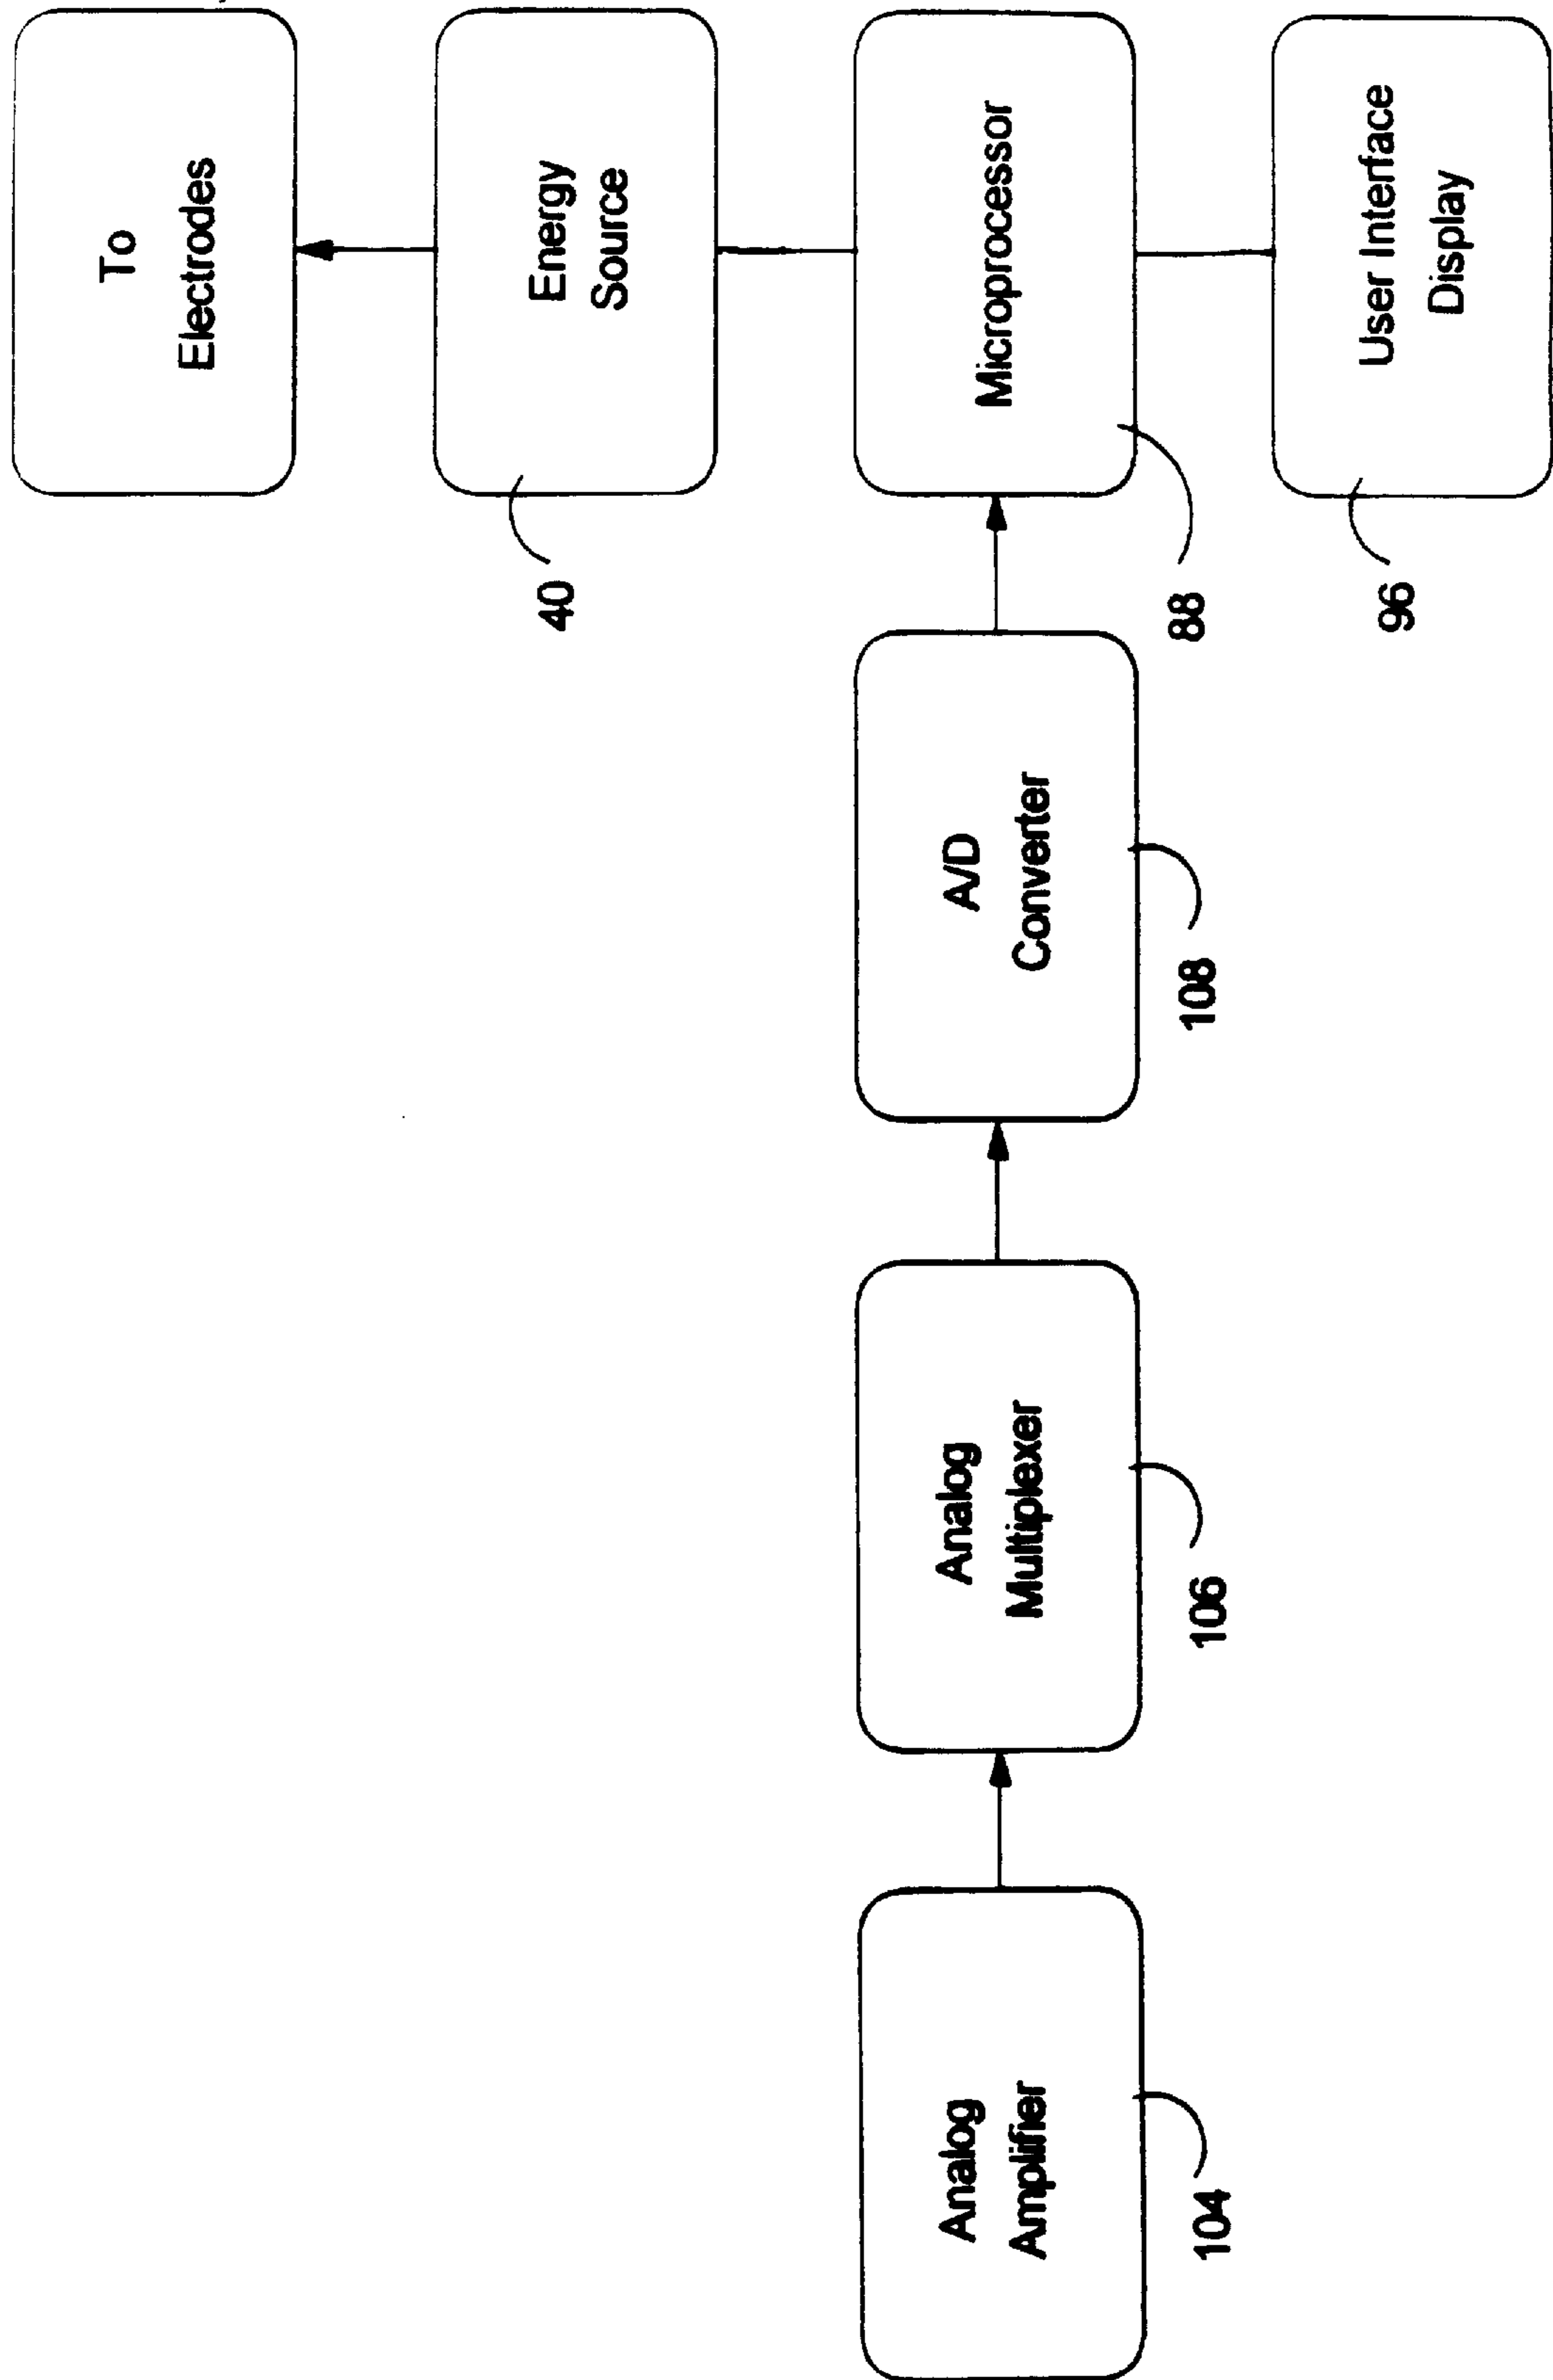 To
Electrodes
Energy
Source
40
Microprocessor
88
User Interface
Display
96
A/D
Converter
108
Analog
Multiplexer
106
Analog
Amplifier
104